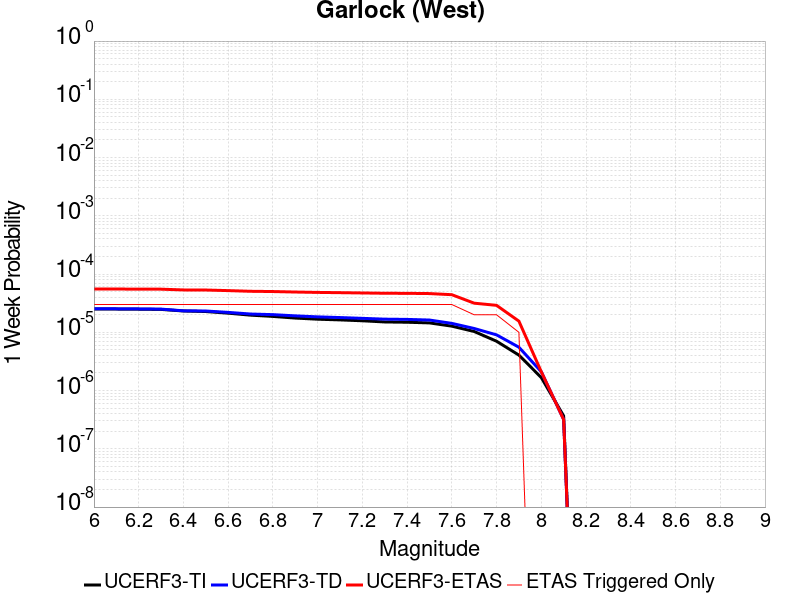 Garlock (West)
10^0
10^-1
10^-2
10^-3
10^-4
10^-5
10^-6
10^-7
10^-8
1 Week Probability
6 6.2 6.4 6.6 6.8 7 7.2 7.4 7.6 7.8 8 8.2 8.4 8.6 8.8 9
Magnitude
UCERF3-TI UCERF3-TD UCERF3-ETAS ETAS Triggered Only